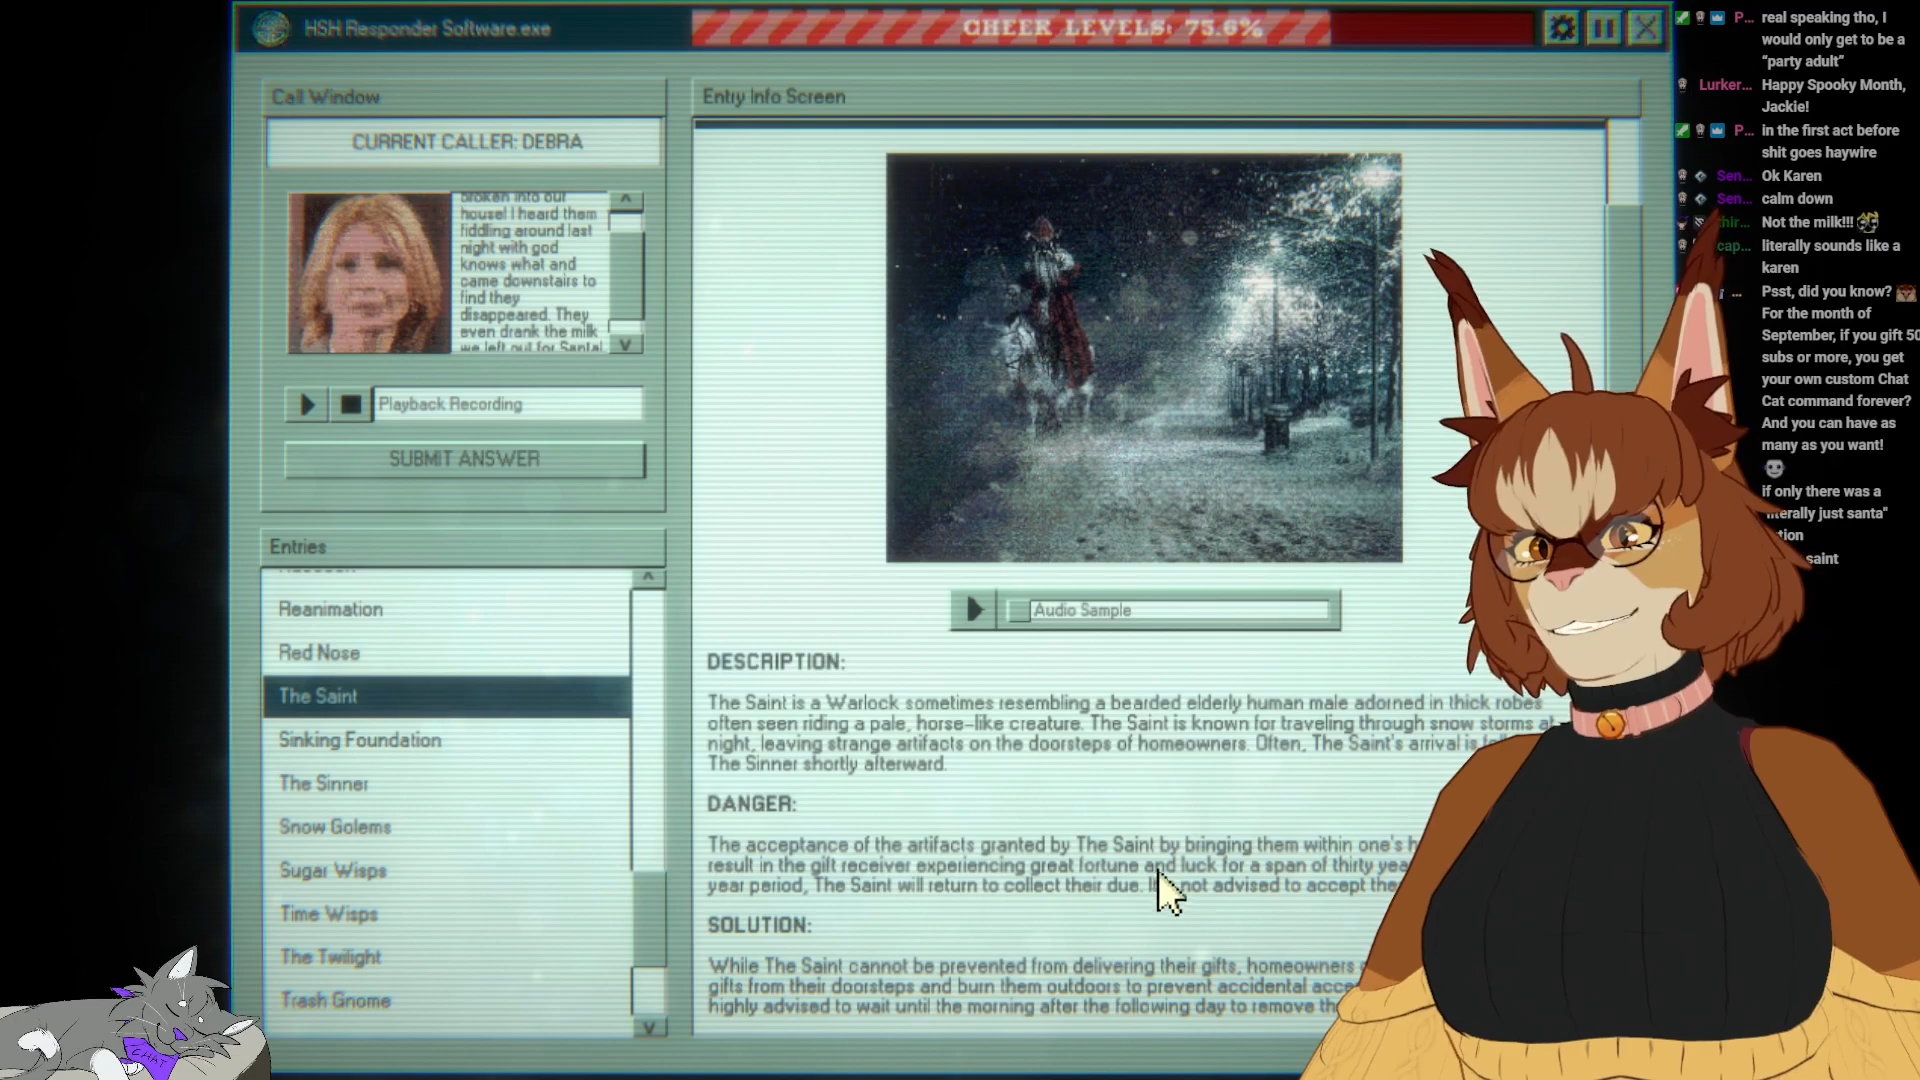 HSH Responder Software.exe
CHEER LEVELS: 75.6%
Call Window
CURRENT CALLER: DEBRA
broken into our
house! I heard them
fiddling around last
night with god
knows what and
came downstairs to
find they
disappeared. They
even drank the milk
we left out for Santa!
Playback Recording
SUBMIT ANSWER
Entries
Reanimation
Red Nose
The Saint
Sinking Foundation
The Sinner
Snow Golems
Sugar Wisps
Time Wisps
The Twilight
Trash Gnome
Entry Info Screen
Audio Sample
DESCRIPTION:
The Saint is a Warlock sometimes resembling a bearded elderly human male adorned in thick robes
often seen riding a pale, horse-like creature. The Saint is known for traveling through snow storms at
night, leaving strange artifacts on the doorsteps of homeowners. Often, The Saint's arrival is
The Sinner shortly afterward.
DANGER:
The acceptance of the artifacts granted by The Saint by bringing them within one's
result in the gift receiver experiencing great fortune and luck for a span of thirty
year period, The Saint will return to collect their due. not advised to accept
SOLUTION:
While The Saint cannot be prevented from delivering their gifts, homeowners
gifts from their doorsteps and burn them outdoors to prevent accidental
highly advised to wait until the morning after the following day to remove
P... real speaking tho, I
would only get to be a
“party adult”
Lurker... Happy Spooky Month,
Jackie!
P... in the first act before
shit goes haywire
Sen... Ok Karen
Sen... calm down
Not the milk!!!
cap... literally sounds like a
karen
... Psst, did you know?
For the month of
September, if you gift 50
subs or more, you get
your own custom Chat
Cat command forever?
And you can have as
many as you want!
if only there was a
literally just santa"
saint
CHAT